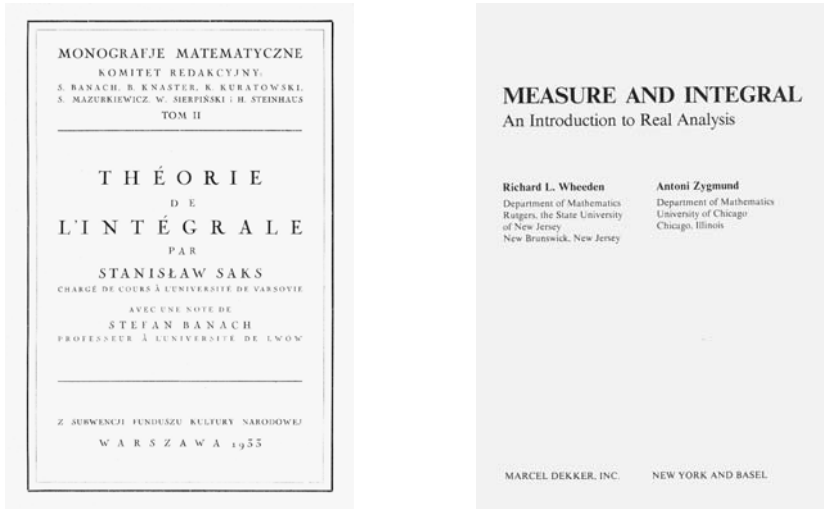 MONOGRAFJE MATEMATYCZNE
KOMITET REDAKCYJNY:
S. BANACH, B. KNASTER, K. KURATOWSKI,
S. MAZURKIEWICZ, W. SIERPIŃSKI i H. STEINHAUS
TOM II
THÉORIE
DE
L'INTÉGRALE
PAR
STANISŁAW SAKS
CHARGÉ DE COURS À L'UNIVERSITÉ DE VARSOVIE
AVEC UNE NOTE DE
STEFAN BANACH
PROFESSEUR À L'UNIVERSITÉ DE LWOW
Z SUBWENCJI FUNDUSZU KULTURY NARODOWEJ
WARSZAWA 1933
MEASURE AND INTEGRAL
An Introduction to Real Analysis
Richard L. Wheeden
Department of Mathematics
Rutgers, the State University
of New Jersey
New Brunswick, New Jersey
Antoni Zygmund
Department of Mathematics
University of Chicago
Chicago, Illinois
MARCEL DEKKER, INC. NEW YORK AND BASEL